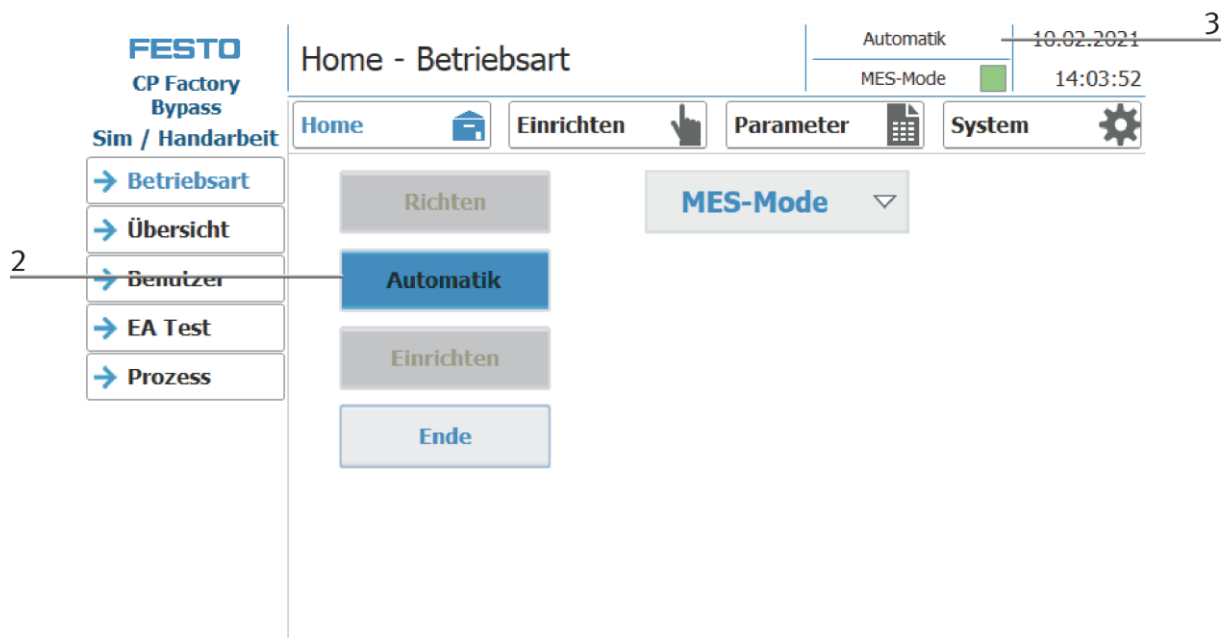 FESTO
CP Factory
Bypass
Sim / Handarbeit
Home - Betriebsart
Automatik
10.02.2021
3
MES-Mode
14:03:52
Home
Einrichten
Parameter
System
Betriebsart
Übersicht
2
Benutzer
EA Test
Prozess
Richten
MES-Mode
Automatik
Einrichten
Ende